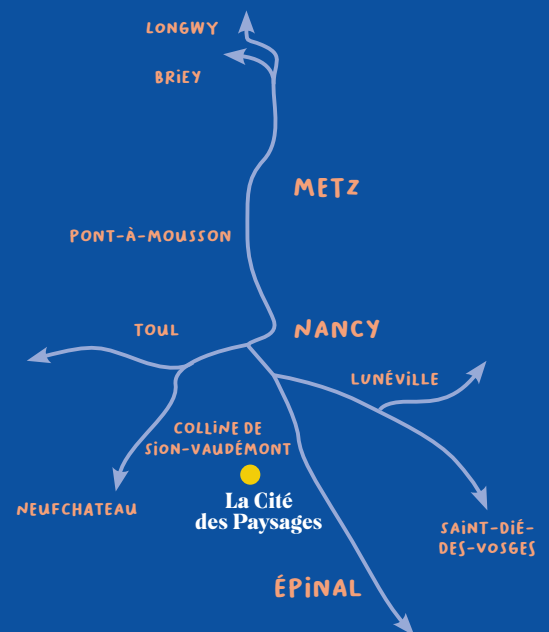 LONGWY
BRiEY
METZ
PONT-À-MOUSSON
TOUL
NANCY
LUNÉViLLE
COLLiNE DE
SiON-VAUDÉMONT
La Cité
des Paysages
NEUFCHATEAU
SAiNT-DiÉ-
DES-VOSGES
ÉPiNAL